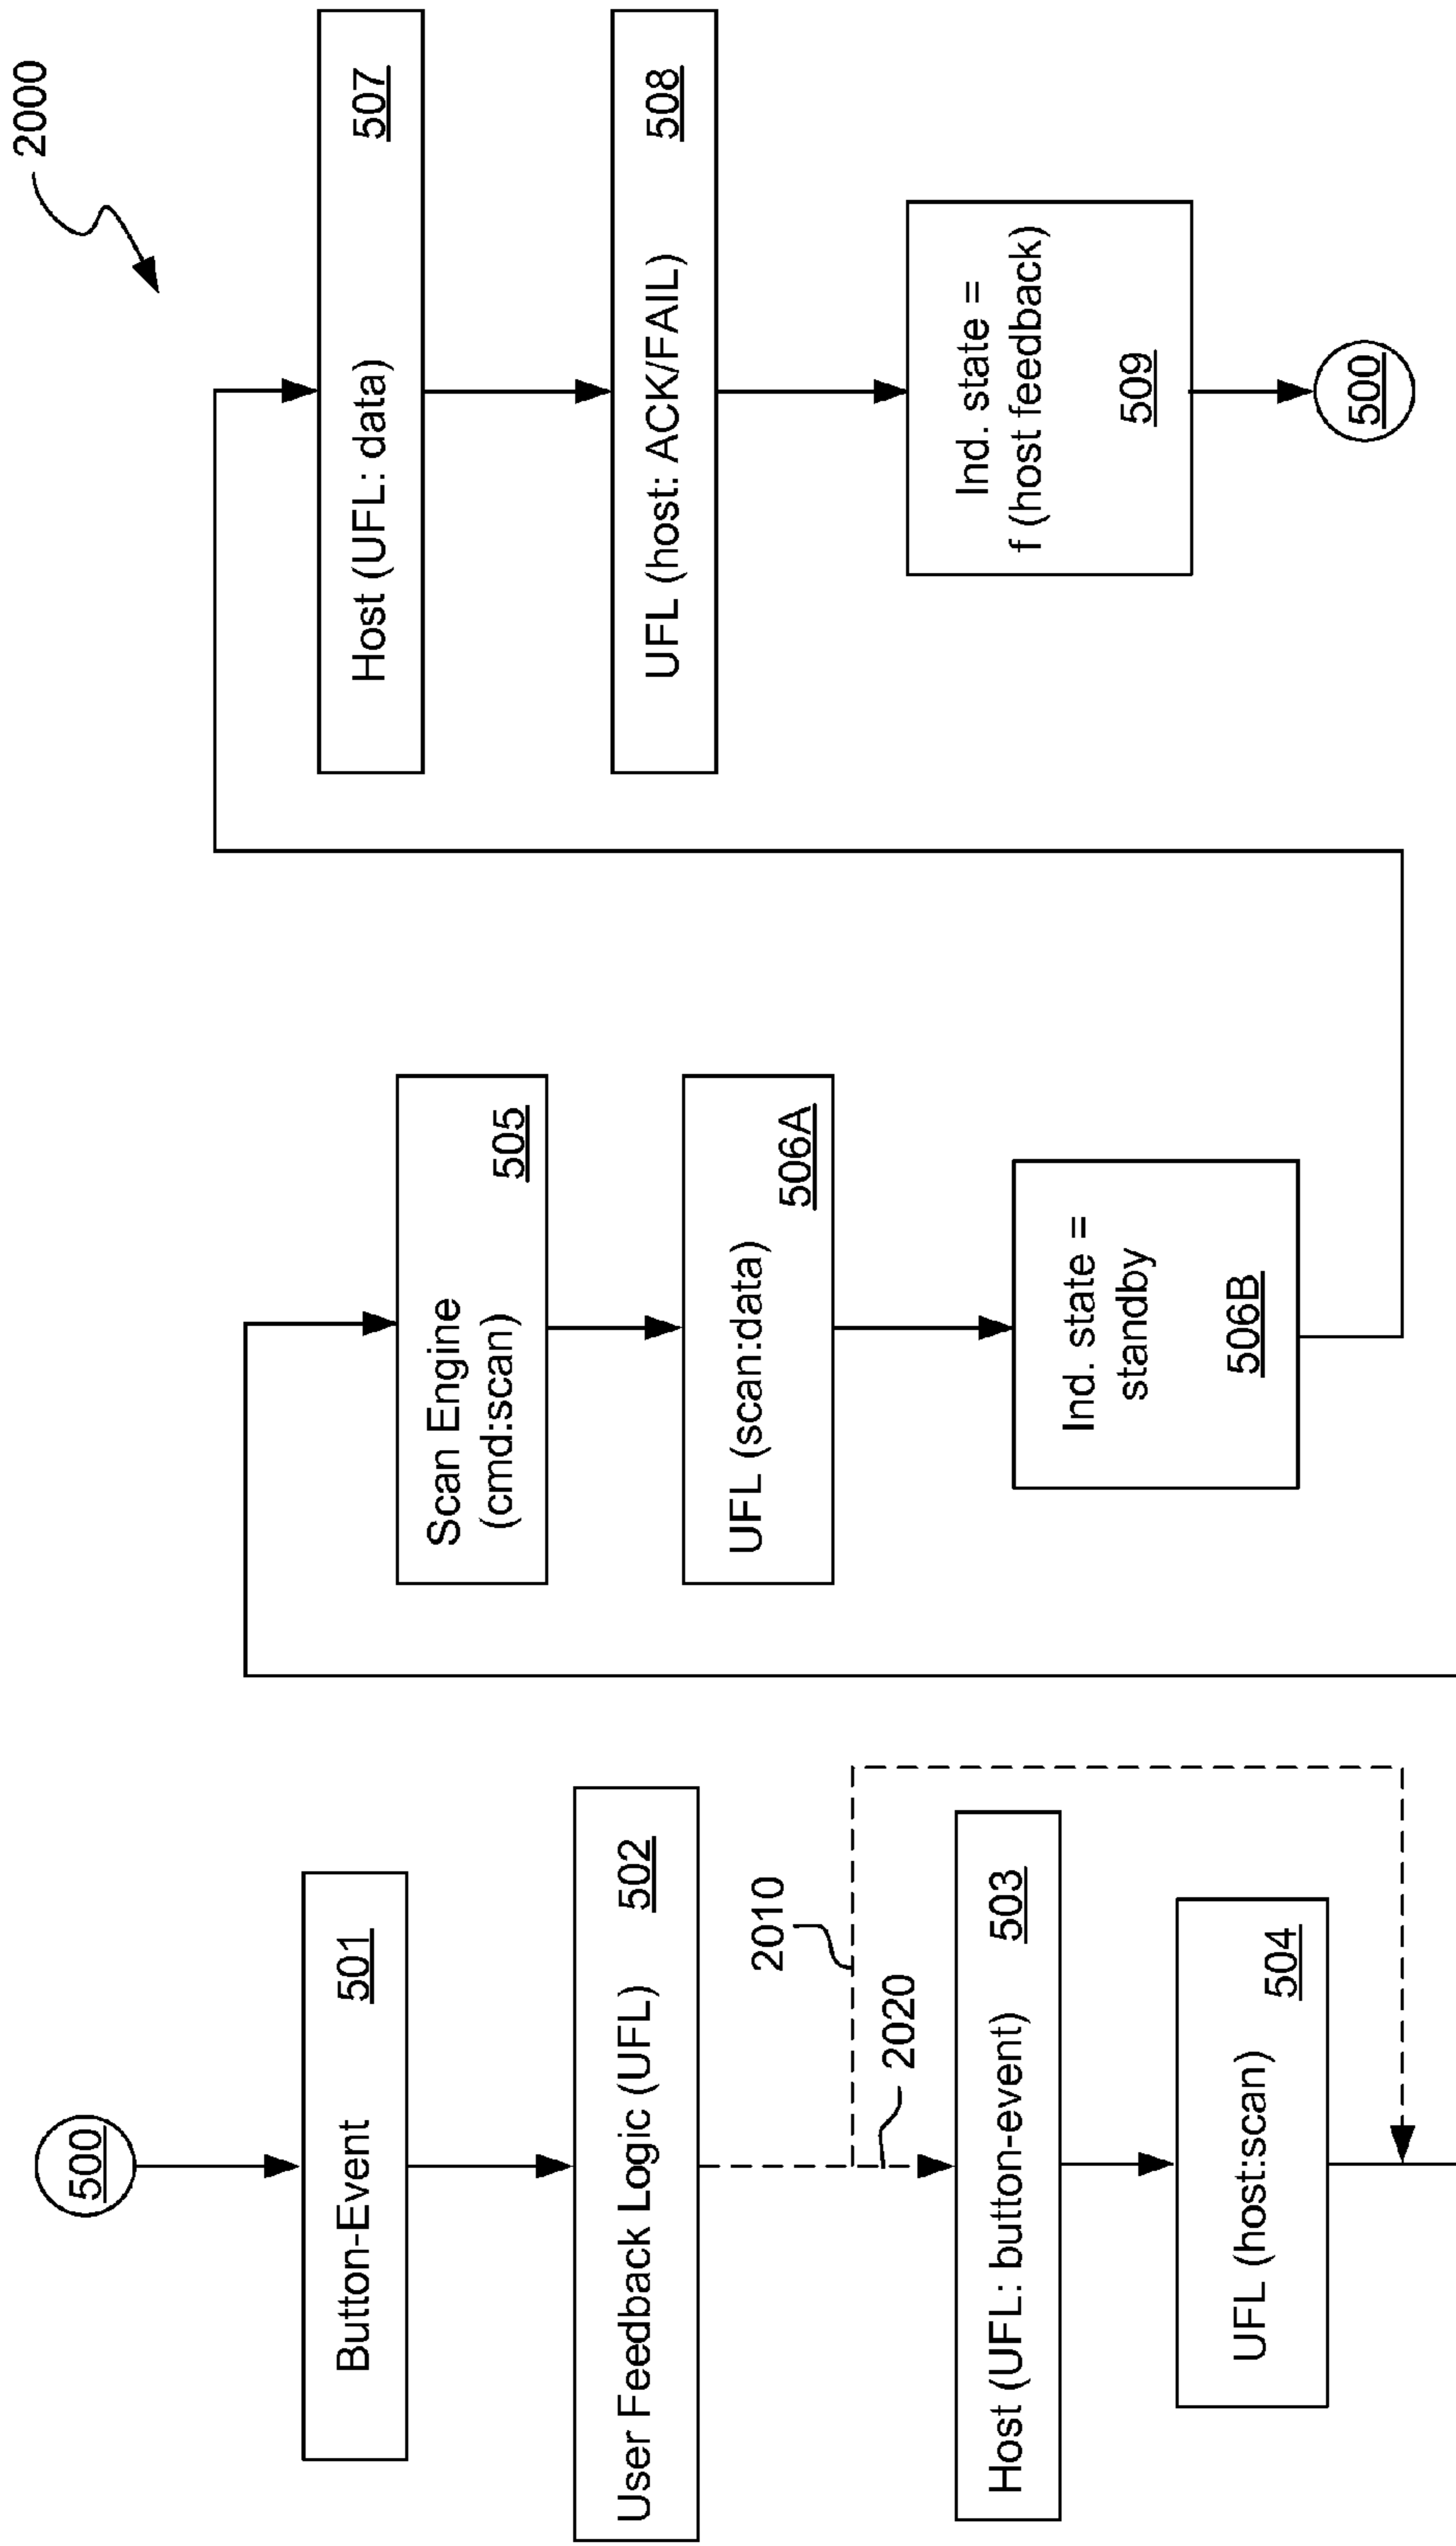 2000
500
Button-Event 501
User Feedback Logic (UFL) 502
2010
2020
Host (UFL: button-event) 503
UFL (host:scan) 504
Scan Engine
(cmd:scan)
505
UFL (scan:data)
506A
Ind. state =
standby
506B
Host (UFL: data) 507
UFL (host: ACK/FAIL) 508
Ind. state =
f (host feedback)
509
500